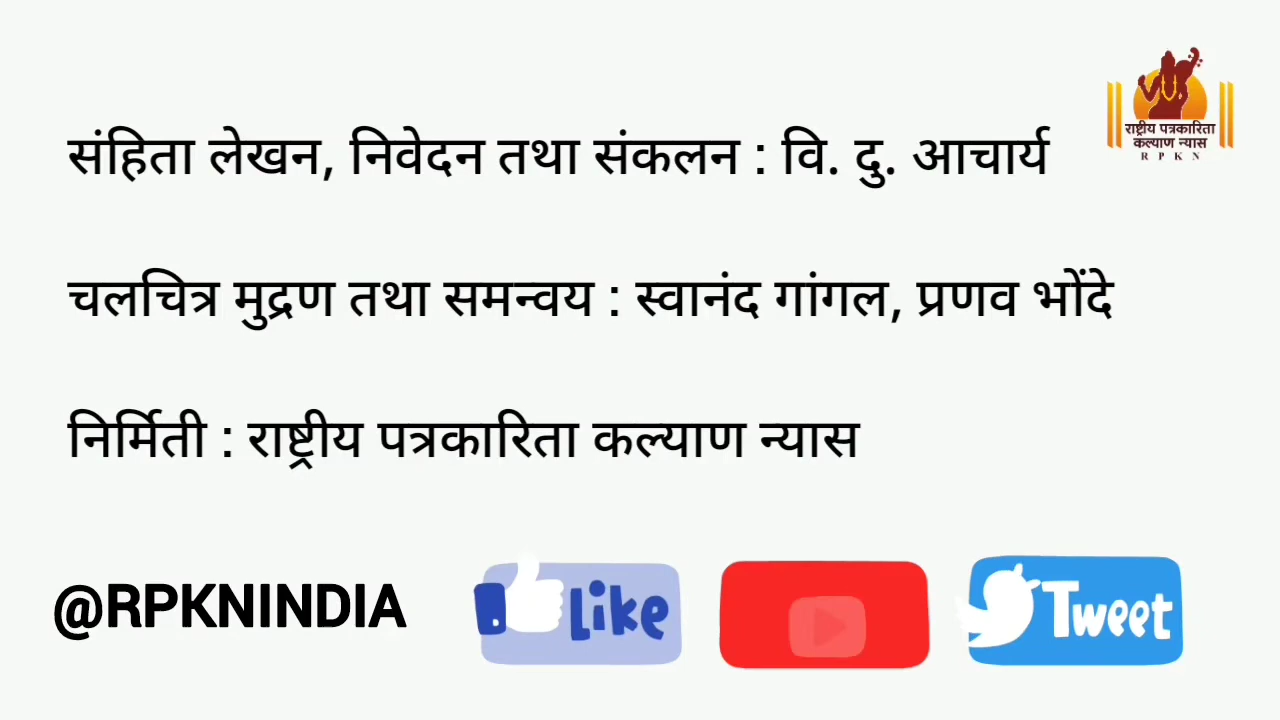 राष्ट्रीय पत्रकारिता
कल्याण न्यास
R P K N
संहिता लेखन, निवेदन तथा संकलन : वि. दु. आचार्य
चलचित्र मुद्रण तथा समन्वय : स्वानंद गांगल, प्रणव भोंदे
निर्मिती : राष्ट्रीय पत्रकारिता कल्याण न्यास
@RPKNINDIA Like Tweet